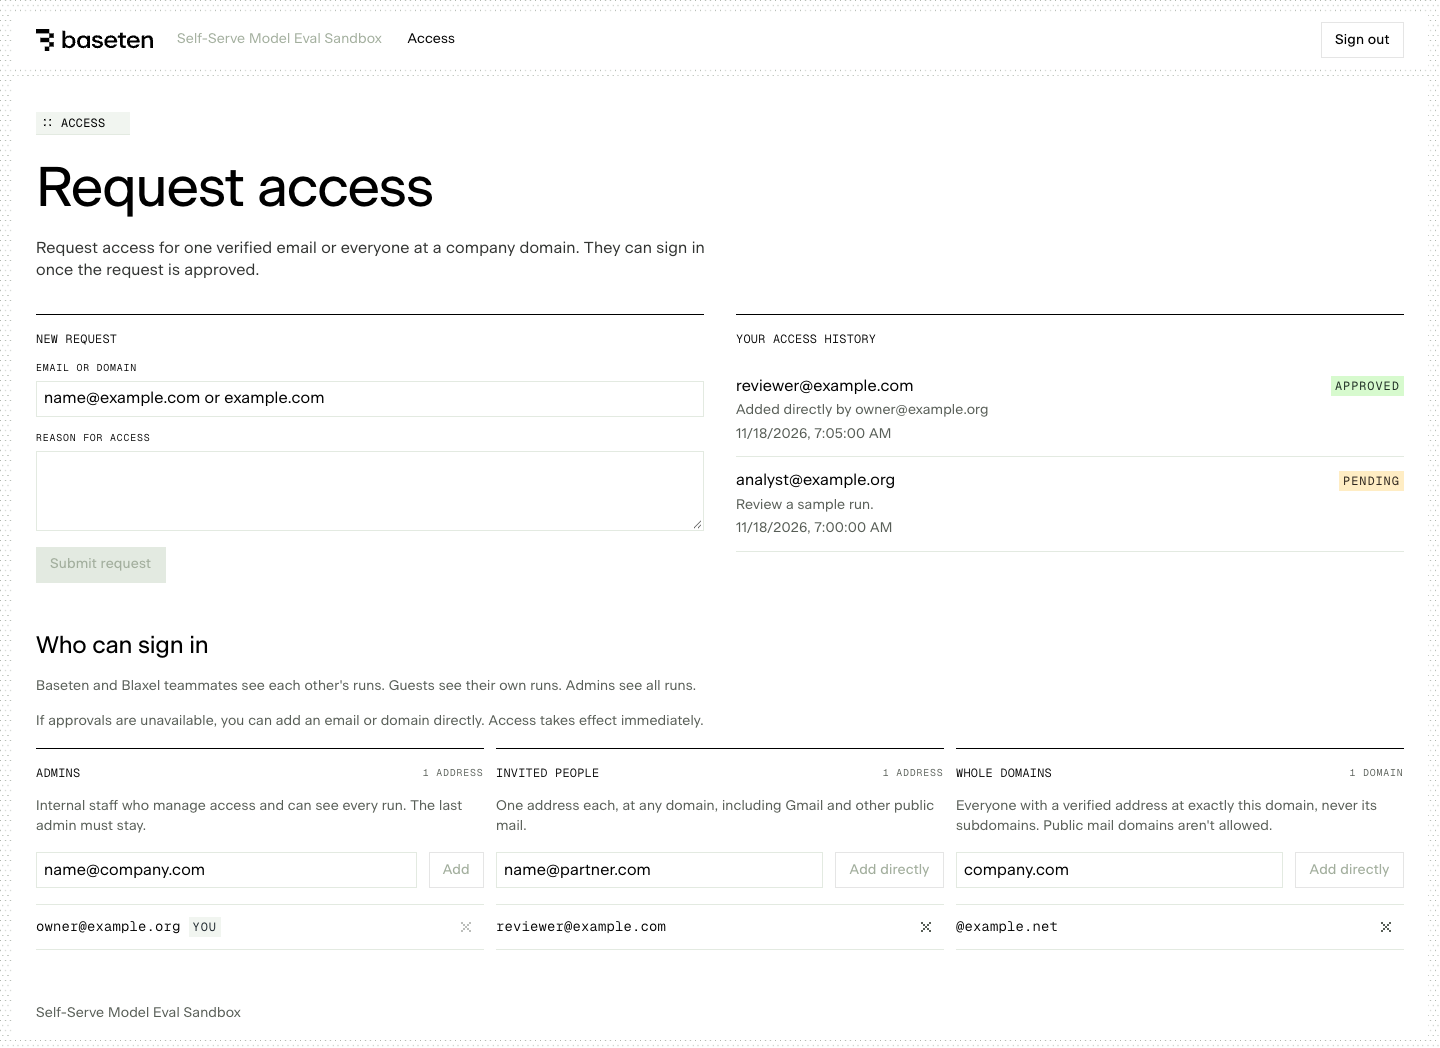 baseten
Self-Serve Model Eval Sandbox
Access
Sign out
:: ACCESS
Request access
Request access for one verified email or everyone at a company domain. They can sign in
once the request is approved.
NEW REQUEST
EMAIL OR DOMAIN
name@example.com or example.com
REASON FOR ACCESS
Submit request
YOUR ACCESS HISTORY
reviewer@example.com
APPROVED
Added directly by owner@example.org
11/18/2026, 7:05:00 AM
analyst@example.org
PENDING
Review a sample run.
11/18/2026, 7:00:00 AM
Who can sign in
Baseten and Blaxel teammates see each other's runs. Guests see their own runs. Admins see all runs.
If approvals are unavailable, you can add an email or domain directly. Access takes effect immediately.
ADMINS
1 ADDRESS
Internal staff who manage access and can see every run. The last
admin must stay.
name@company.com
Add
owner@example.org YOU
INVITED PEOPLE
1 ADDRESS
One address each, at any domain, including Gmail and other public
mail.
name@partner.com
Add directly
reviewer@example.com
WHOLE DOMAINS
1 DOMAIN
Everyone with a verified address at exactly this domain, never its
subdomains. Public mail domains aren't allowed.
company.com
Add directly
@example.net
Self-Serve Model Eval Sandbox